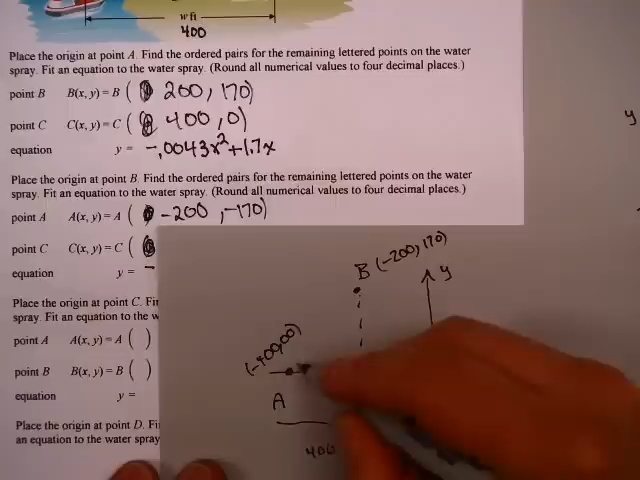 w ft
400
Place the origin at point A. Find the ordered pairs for the remaining lettered points on the water
spray. Fit an equation to the water spray. (Round all numerical values to four decimal places.)
point B B(x, y) = B ( 200, 170)
point C C(x, y) = C ( 400, 0)
equation y = -.0043x²+1.7x
Place the origin at point B. Find the ordered pairs for the remaining lettered points on the water
spray. Fit an equation to the water spray. (Round all numerical values to four decimal places.)
point A A(x, y) = A ( -200, -170)
point C C(x, y) = C (
equation y = -
Place the origin at point C.
spray. Fit an equation to the
point A A(x, y) = A ( )
point B B(x, y) = B ( )
equation y =
Place the origin at point D.
an equation to the water spray
y
B (-200, 170)
y
A
400